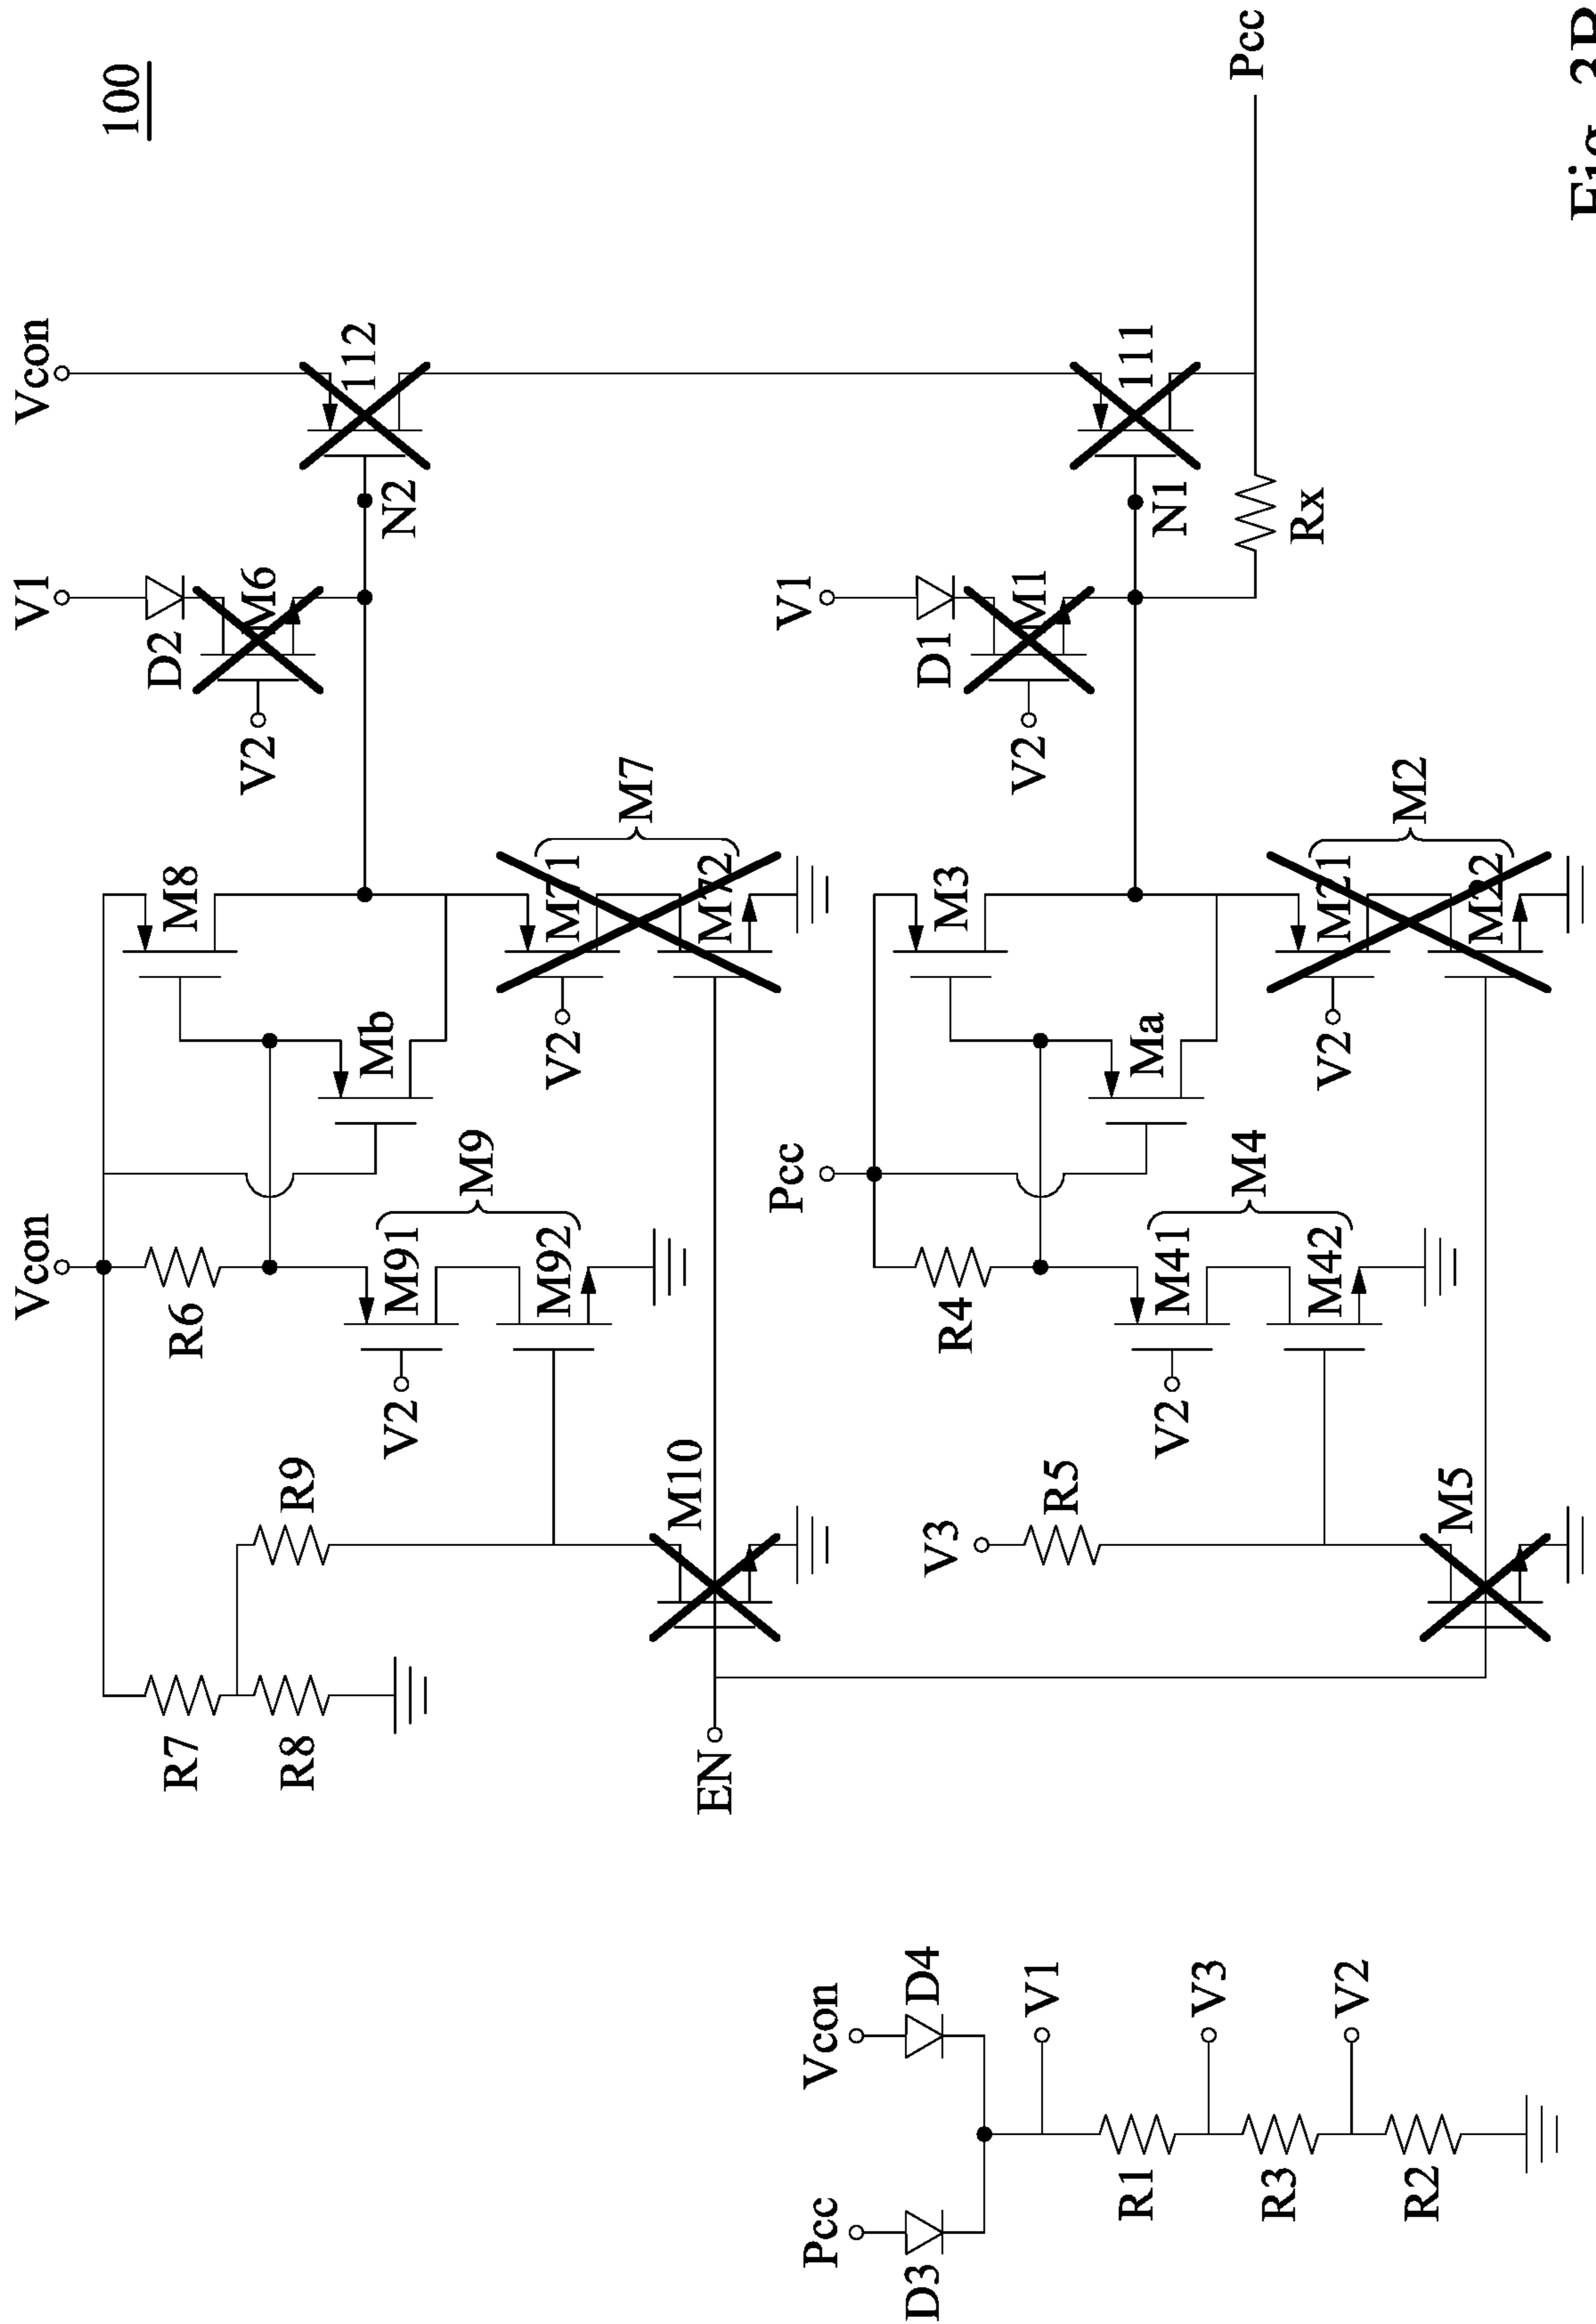 100
Vcon
V1
Vcon
D2
M6
V2
112
N2
M8
Mb
R6
R7
R8
R9
M91
M92
M9
V2
M71
M72
M7
V2
M10
EN
Pcc
V1
D1
M1
V2
111
N1
Rx
Pcc
M3
Ma
R4
M41
M42
M4
V2
V3
R5
M21
M22
M2
V2
M5
Pcc
Vcon
D3
D4
V1
R1
V3
R3
V2
R2
Fig